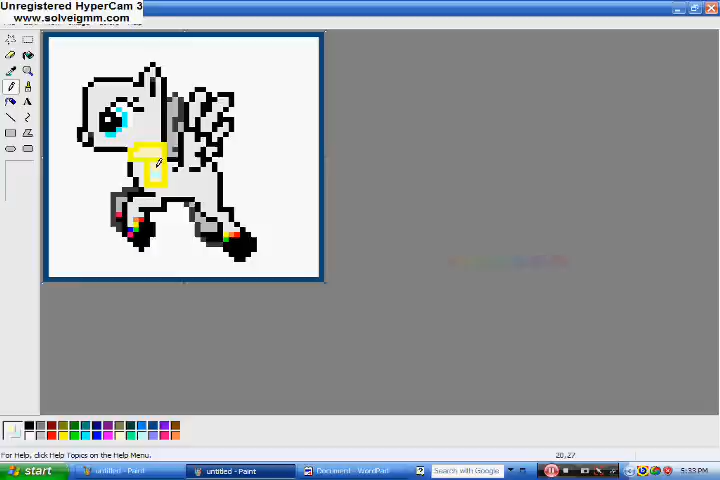 Unregistered HyperCam 3
www.solveigmm.com
A
For Help, click Help Topics on the Help Menu.
20,27
start
untitled - Paint
untitled - Paint
Document - WordPad
Search with Google
5:33 PM